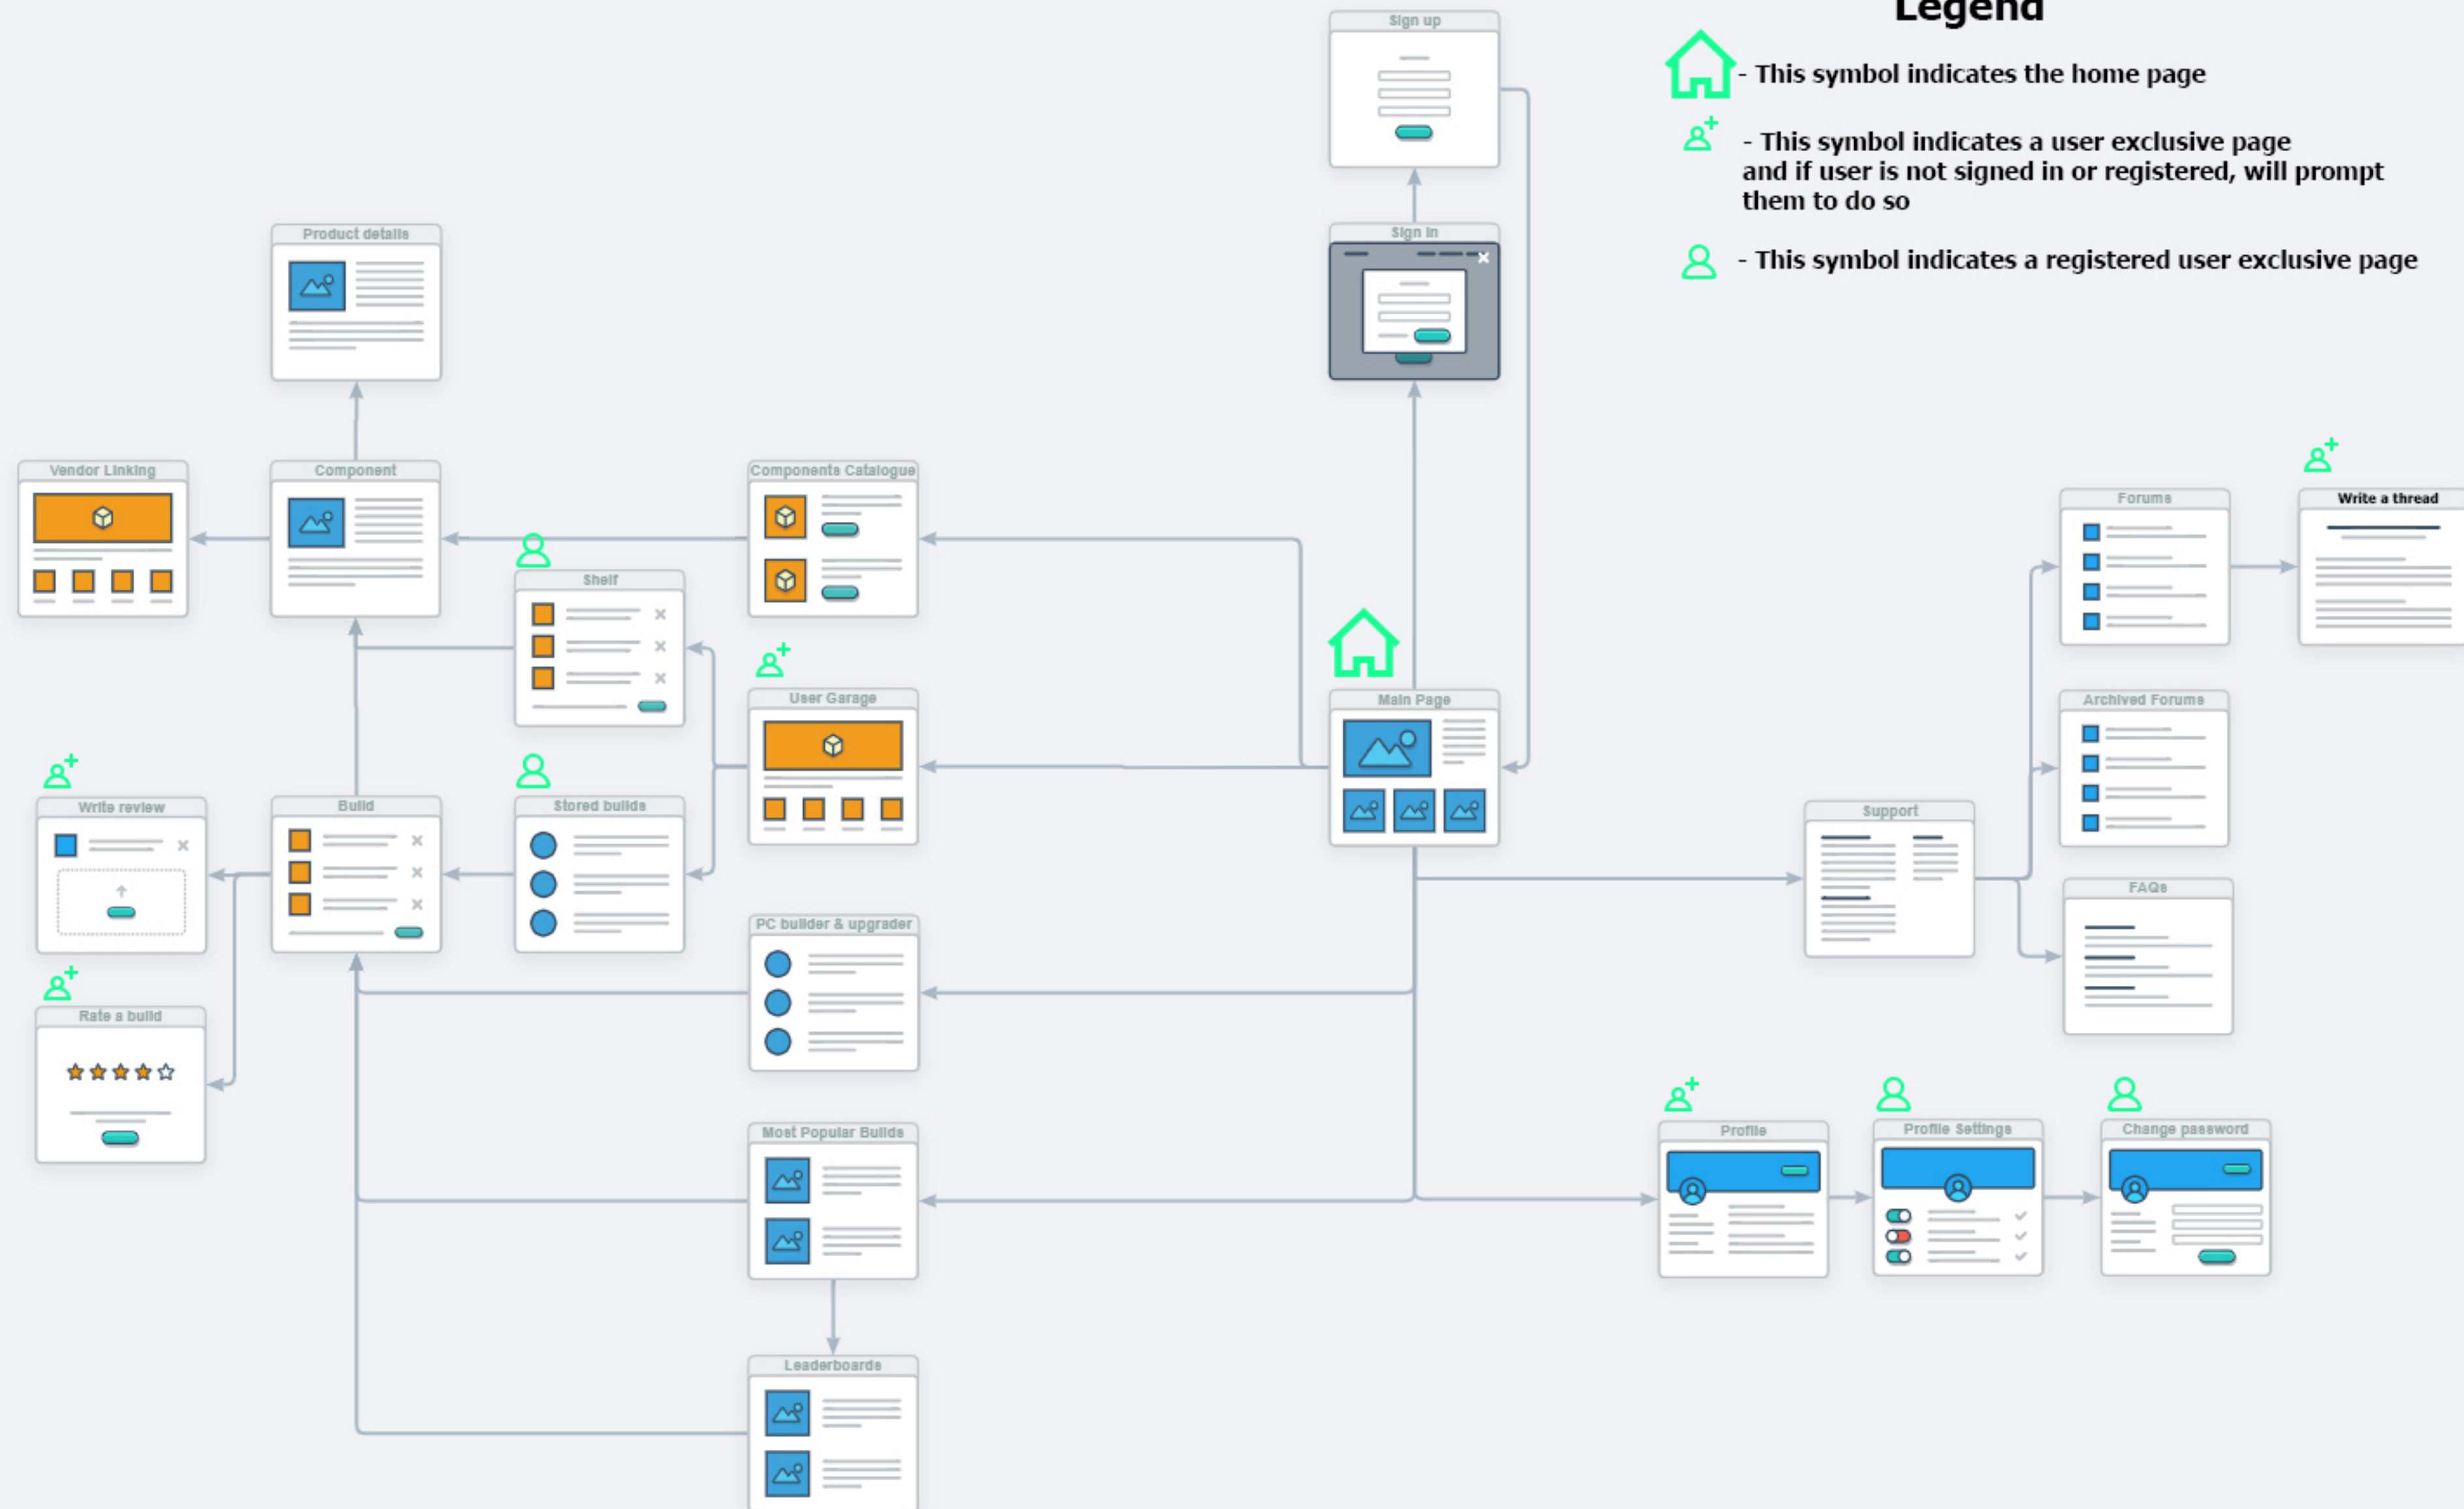 Legend
- This symbol indicates the home page
- This symbol indicates a user exclusive page
and if user is not signed in or registered, will prompt
them to do so
- This symbol indicates a registered user exclusive page
Sign up
Sign In
Product details
Vendor Linking
Component
Components Catalogue
Shelf
User Garage
Main Page
Forums
Write a thread
Archived Forums
Support
FAQs
Write review
Build
Stored builds
PC builder & upgrader
Rate a build
Most Popular Builds
Profile
Profile Settings
Change password
Leaderboards